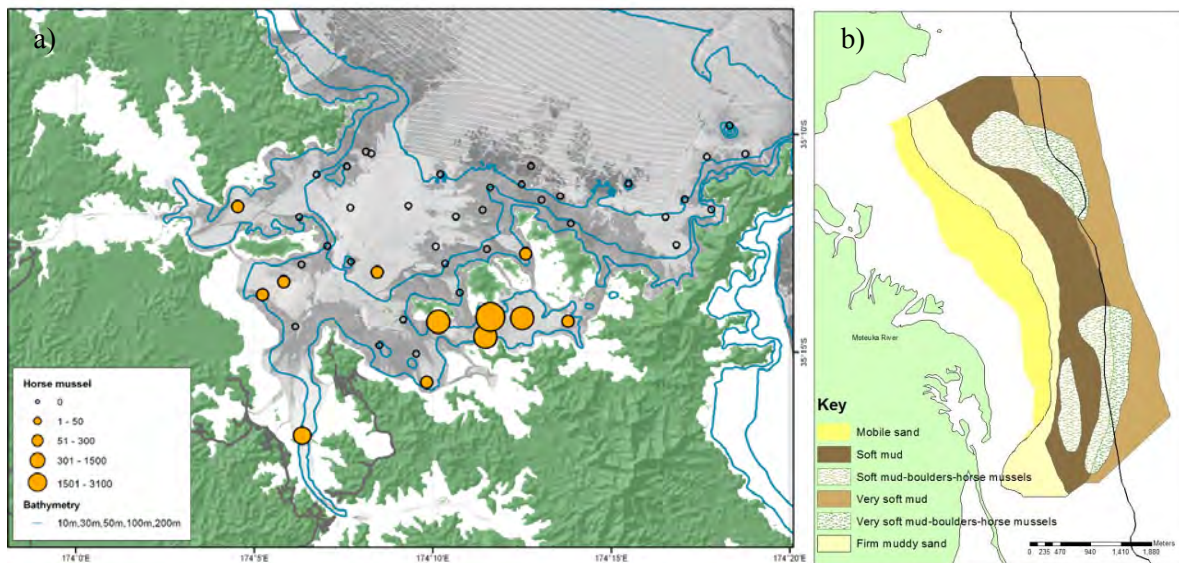 a)
35°10'S
35°15'S
Horse mussel
0
1 - 50
51 - 300
301 - 1500
1501 - 3100
Bathymetry
10m,30m,50m,100m,200m
174°0'E
174°5'E
174°10'E
174°15'E
174°20'E
b)
Moteuka River
Key
Mobile sand
Soft mud
Soft mud-boulders-horse mussels
Very soft mud
Very soft mud-boulders-horse mussels
Firm muddy sand
0 235 470 940 1,410 1,880
Meters